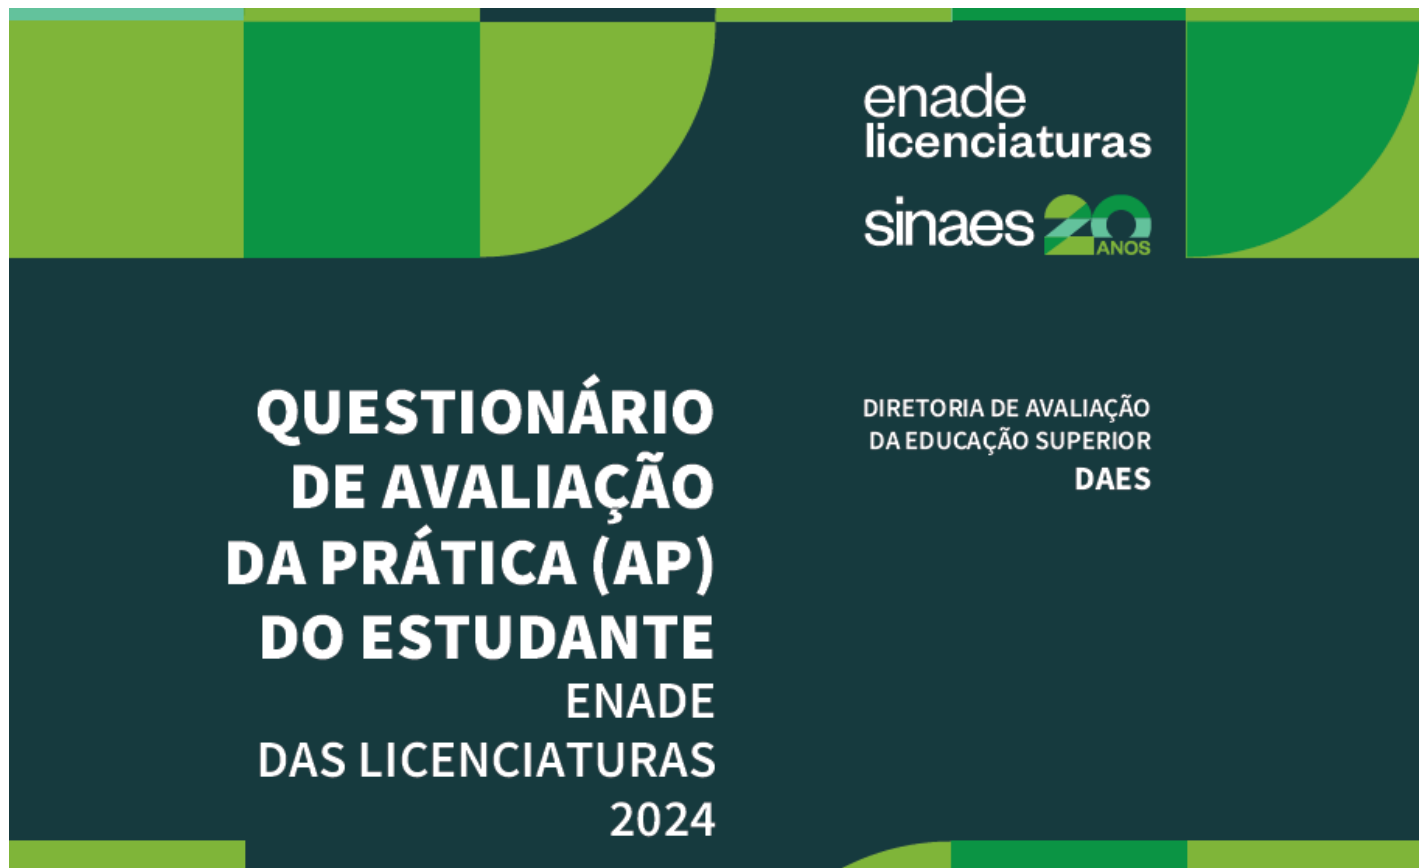 enade
licenciaturas
sinaes 20
ANOS
QUESTIONÁRIO
DE AVALIAÇÃO
DA PRÁTICA (AP)
DO ESTUDANTE
ENADE
DAS LICENCIATURAS
2024
DIRETORIA DE AVALIAÇÃO
DA EDUCAÇÃO SUPERIOR
DAES